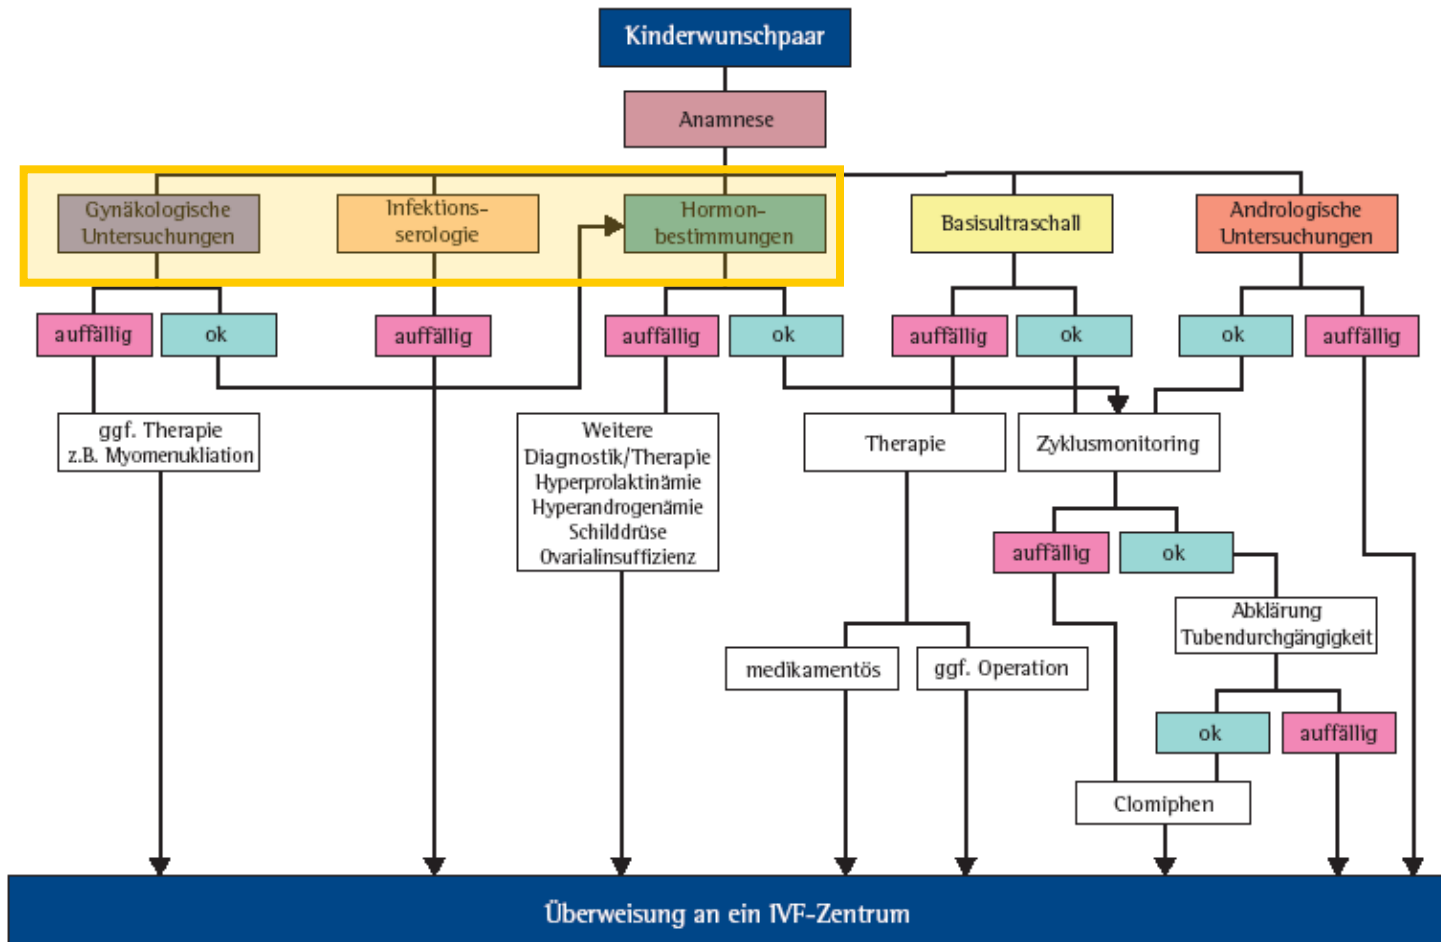 Kinderwunschpaar
Anamnese
Gynäkologische
Untersuchungen
Infektions-
serologie
Hormon-
bestimmungen
Basisultraschall
Andrologische
Untersuchungen
auffällig
ok
auffällig
auffällig
ok
auffällig
ok
ok
auffällig
ggf. Therapie
z.B. Myomenukliation
Weitere
Diagnostik/Therapie
Hyperprolaktinämie
Hyperandrogenämie
Schilddrüse
Ovarialinsuffizienz
Therapie
Zyklusmonitoring
auffällig
ok
Abklärung
Tubendurchgängigkeit
medikamentös
ggf. Operation
ok
auffällig
Clomiphen
Überweisung an ein IVF-Zentrum